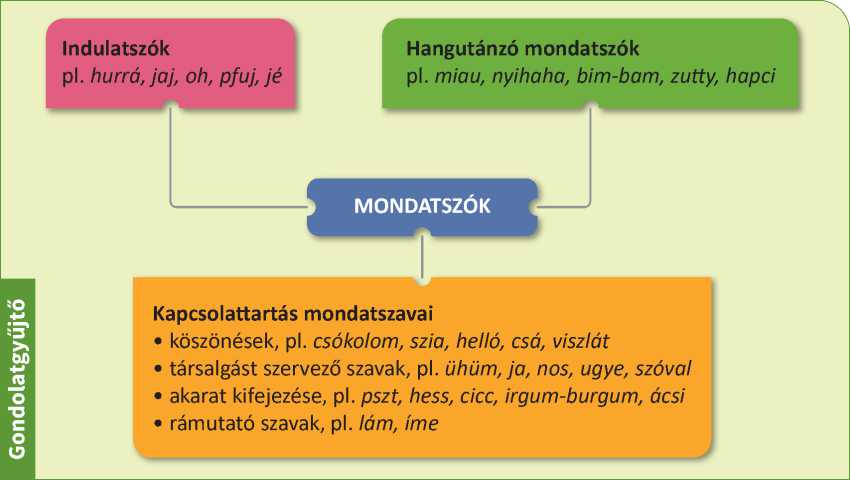 Indulatszók
pl. hurrá, jaj, oh, pfuj, jé
Hangutánzó mondatszók
pl. miau, nyihaha, bim-bam, zutty, hapci
MONDATSZÓK
Kapcsolattartás mondatszavai
• köszönések, pl. csókolom, szia, helló, csá, viszlát
• társalgást szervező szavak, pl. ühüm, ja, nos, ugye, szóval
• akarat kifejezése, pl. pszt, hess, cicc, irgum-burgum, ácsi
• rámutató szavak, pl. lám, íme
Gondolatgyűjtő